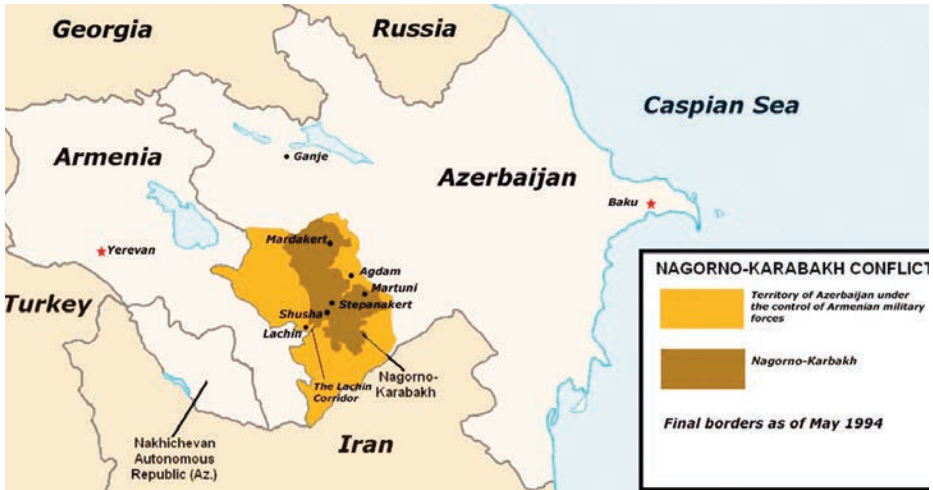 Georgia
Russia
Caspian Sea
Armenia
Ganje
Azerbaijan
Baku
Mardakert
Yerevan
Agdam
Martuni
Turkey
Stepanakert
Shusha
Lachin
Nagorno-
Karabakh
The Lachin
Corridor
Iran
Nakhichevan
Autonomous
Republic (Az.)
NAGORNO-KARABAKH CONFLICT
Territory of Azerbaijan under
the control of Armenian military
forces
Nagorno-Karbakh
Final borders as of May 1994